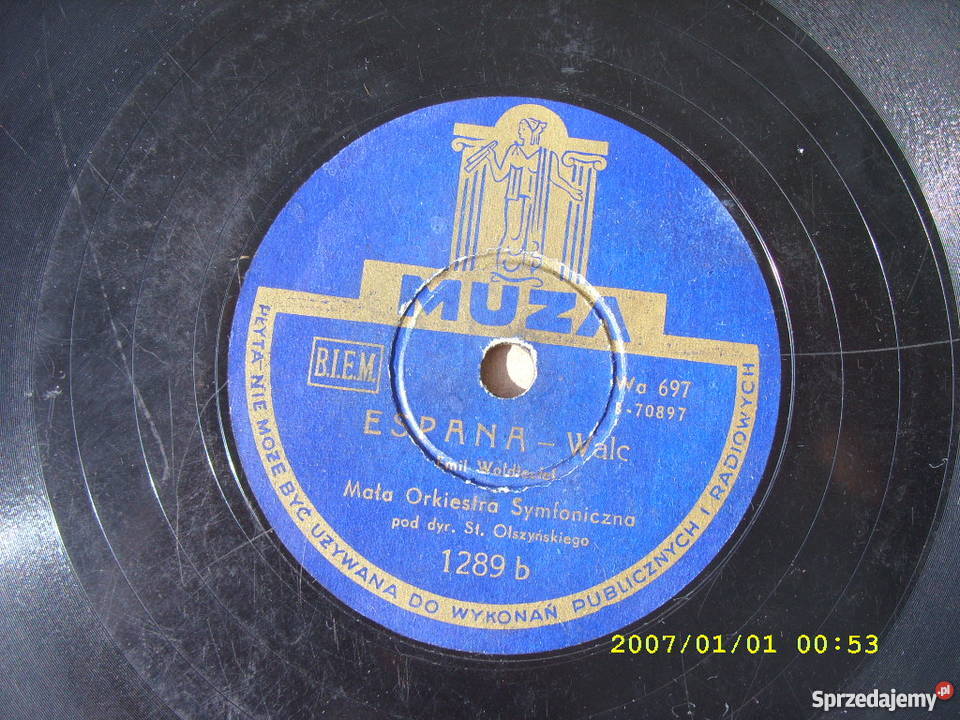 MUZA
B.I.E.M.
Wa 697
70897
ESPANA – Walc
Emil
Mała Orkiestra Symfoniczna
pod dyr. St. Olszyńskiego
1289 b
PŁYTA NIE MOŻE BYĆ UŻYWANA DO WYKONAŃ PUBLICZNYCH I RADIOWYCH
2007/01/01 00:53
Sprzedajemy.pl